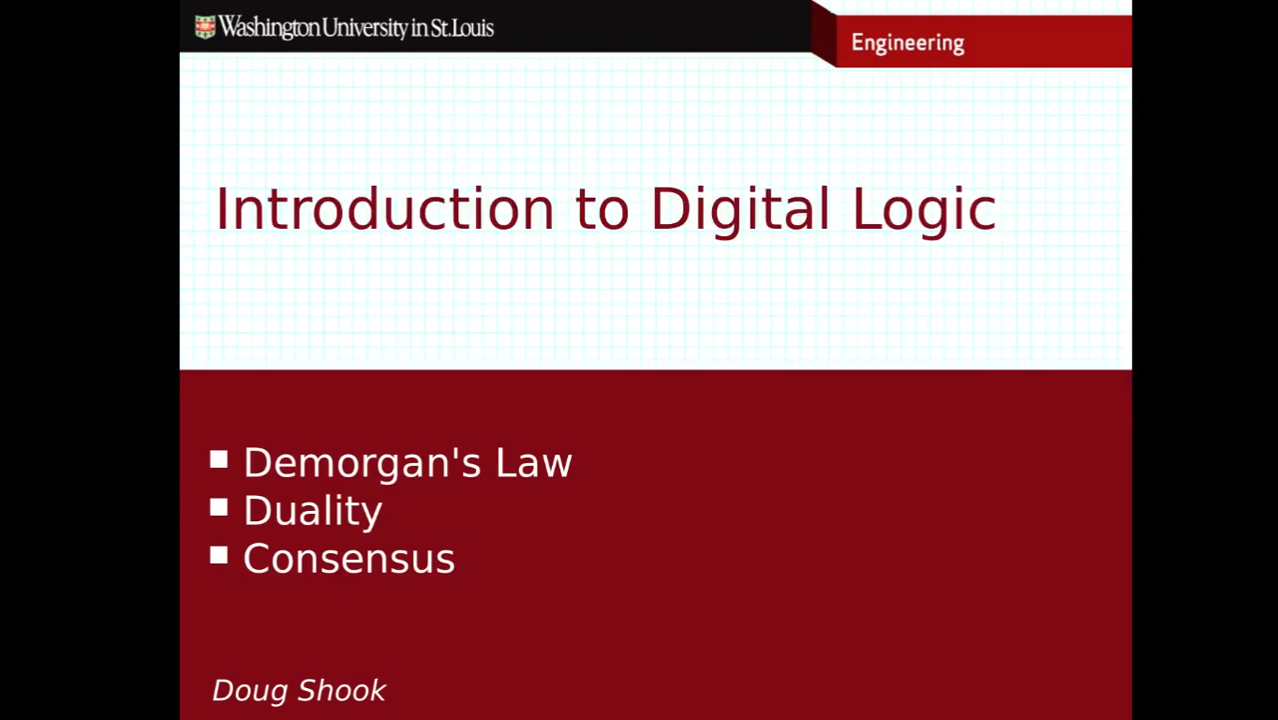 Washington University in St. Louis
Engineering
Introduction to Digital Logic
Demorgan's Law
Duality
Consensus
Doug Shook